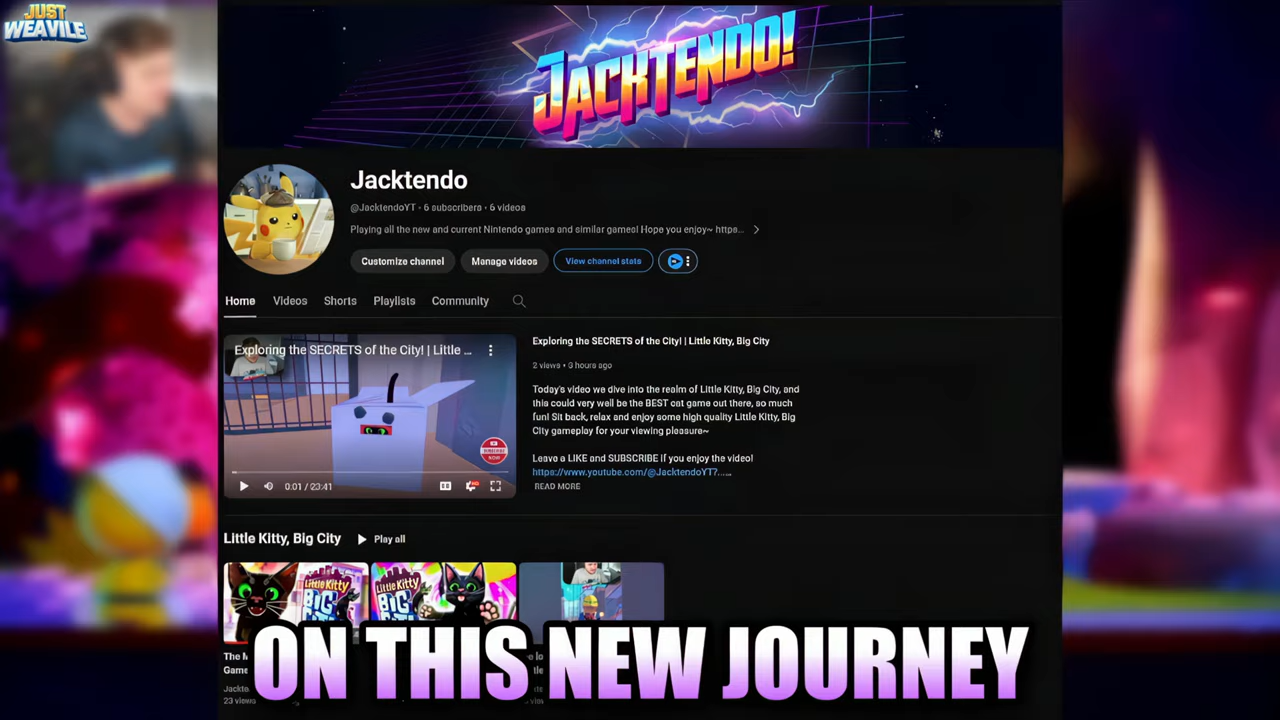 JUST
WEAVILE
JACKTENDO!
Jacktendo
@JacktendoYT · 6 subscribers · 6 videos
Playing all the new and current Nintendo games and similar games! Hope you enjoy~ https...
Customize channel
Manage videos
View channel stats
Home Videos Shorts Playlists Community
Exploring the SECRETS of the City! | Little ...
SUBSCRIBE
NOW!
0:01 / 23:41
Exploring the SECRETS of the City! | Little Kitty, Big City
2 views · 3 hours ago
Today's video we dive into the realm of Little Kitty, Big City, and
this could very well be the BEST cat game out there, so much
fun! Sit back, relax and enjoy some high quality Little Kitty, Big
City gameplay for your viewing pleasure~
Leave a LIKE and SUBSCRIBE if you enjoy the video!
https://www.youtube.com/@JacktendoYT?.....
READ MORE
Little Kitty, Big City
Play all
Little Kitty
BIG
Little Kitty
BIG
ON THIS NEW JOURNEY
Game
23 views